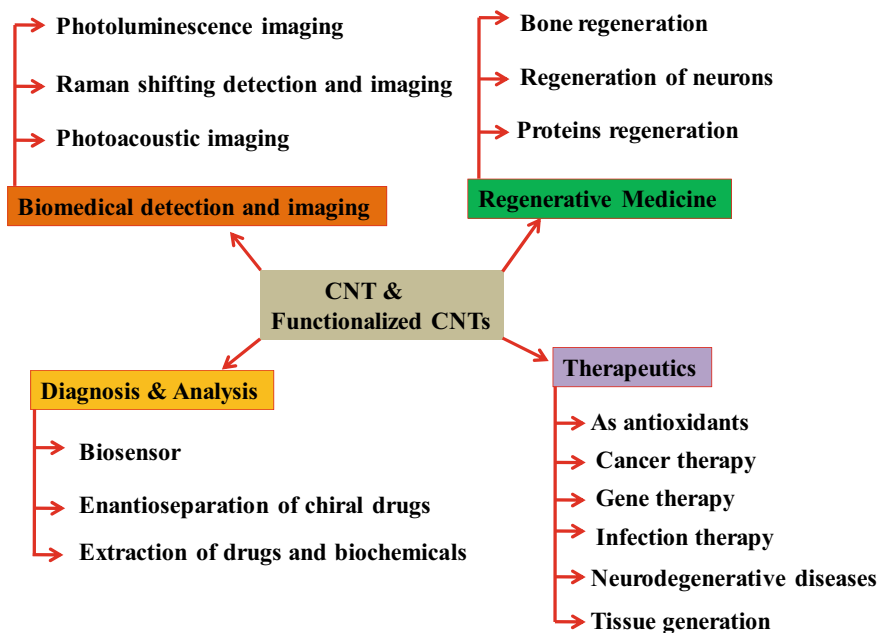 Photoluminescence imaging
Raman shifting detection and imaging
Photoacoustic imaging
Biomedical detection and imaging
Bone regeneration
Regeneration of neurons
Proteins regeneration
Regenerative Medicine
CNT &
Functionalized CNTs
Diagnosis & Analysis
Biosensor
Enantioseparation of chiral drugs
Extraction of drugs and biochemicals
Therapeutics
As antioxidants
Cancer therapy
Gene therapy
Infection therapy
Neurodegenerative diseases
Tissue generation